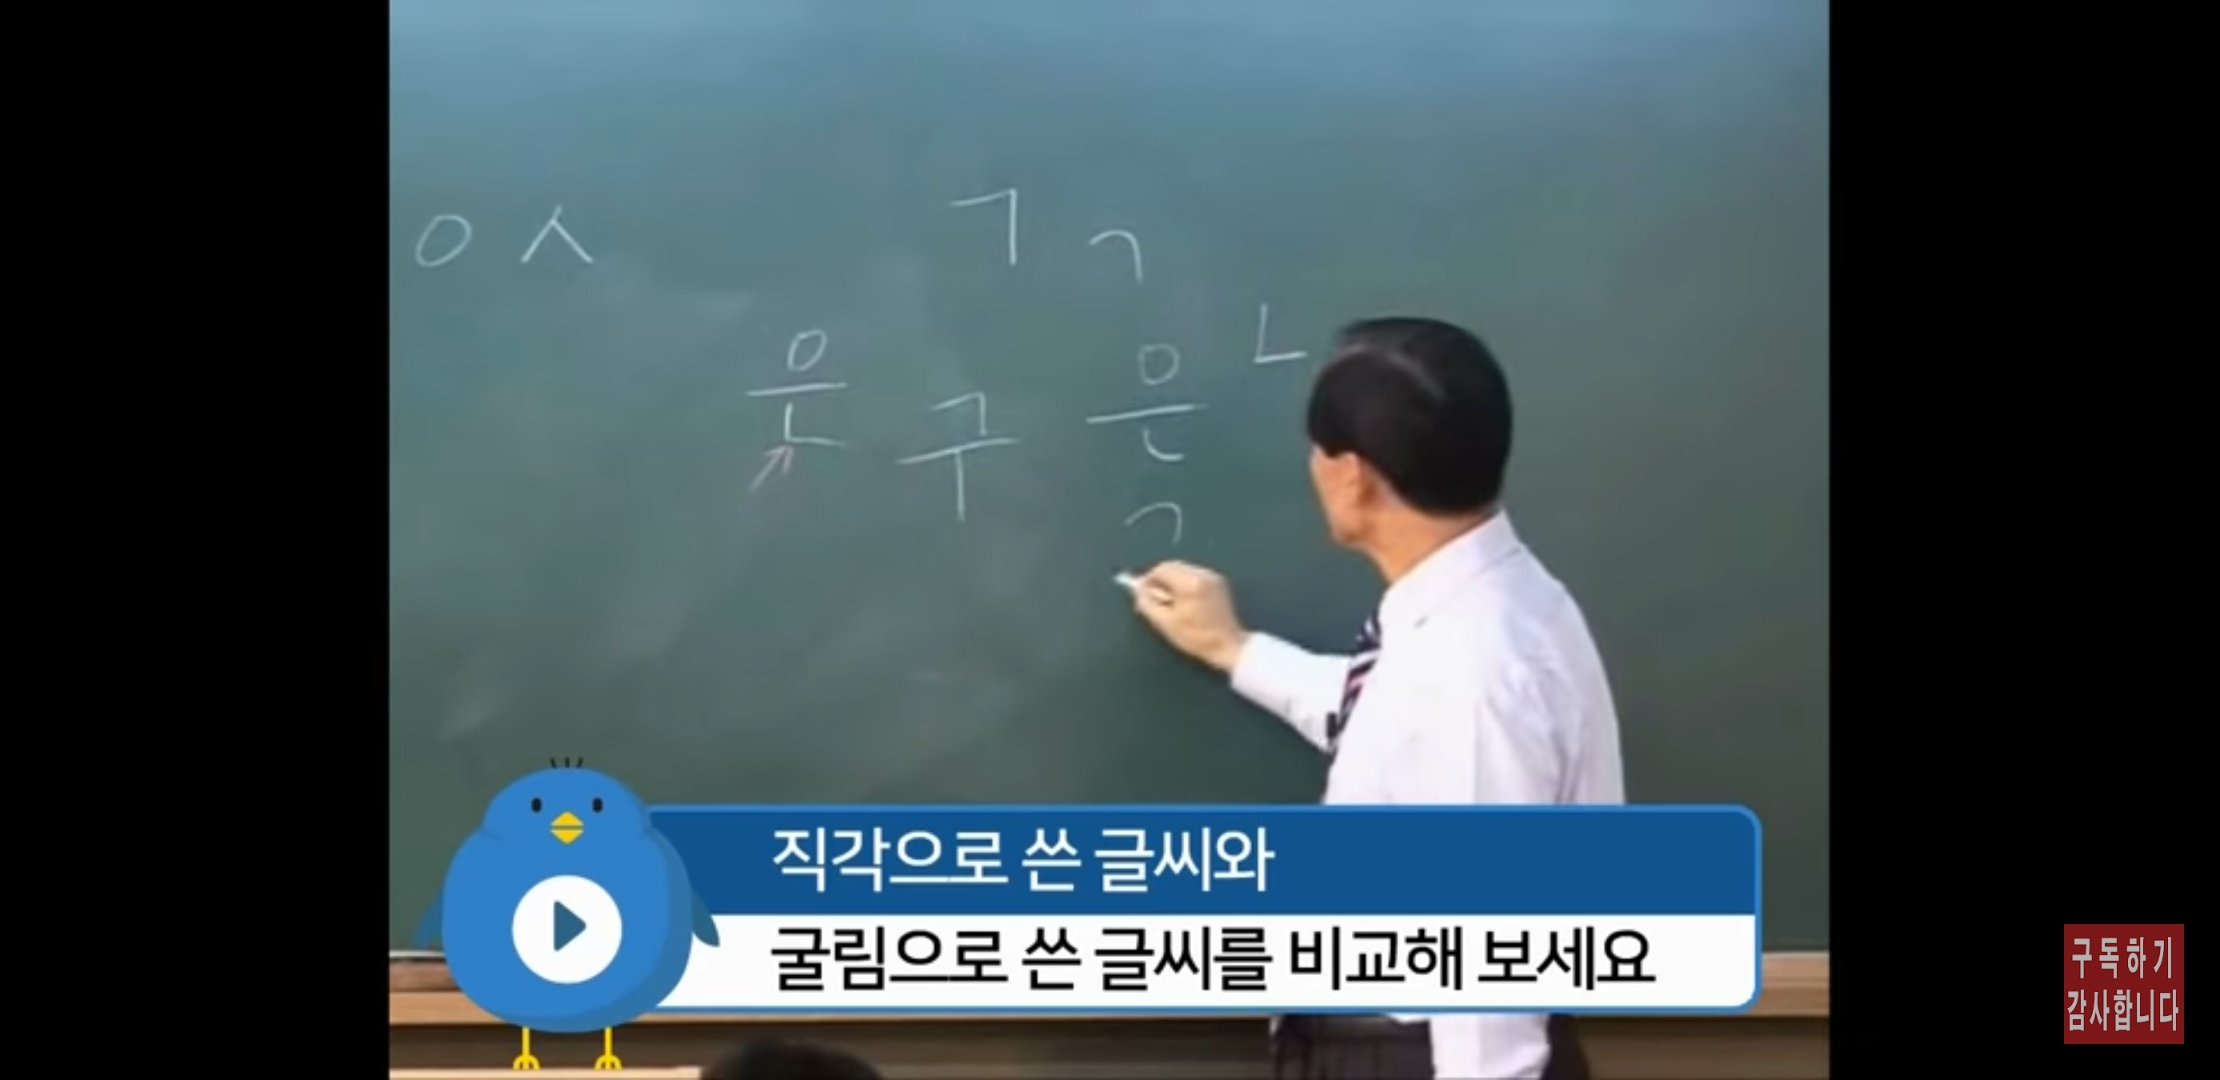 ㅇ ㅅ
ㄱ ㄱ
ㄴ
은 구 은
ㄱ
직각으로 쓴 글씨와
굴림으로 쓴 글씨를 비교해 보세요
구독하기
감사합니다